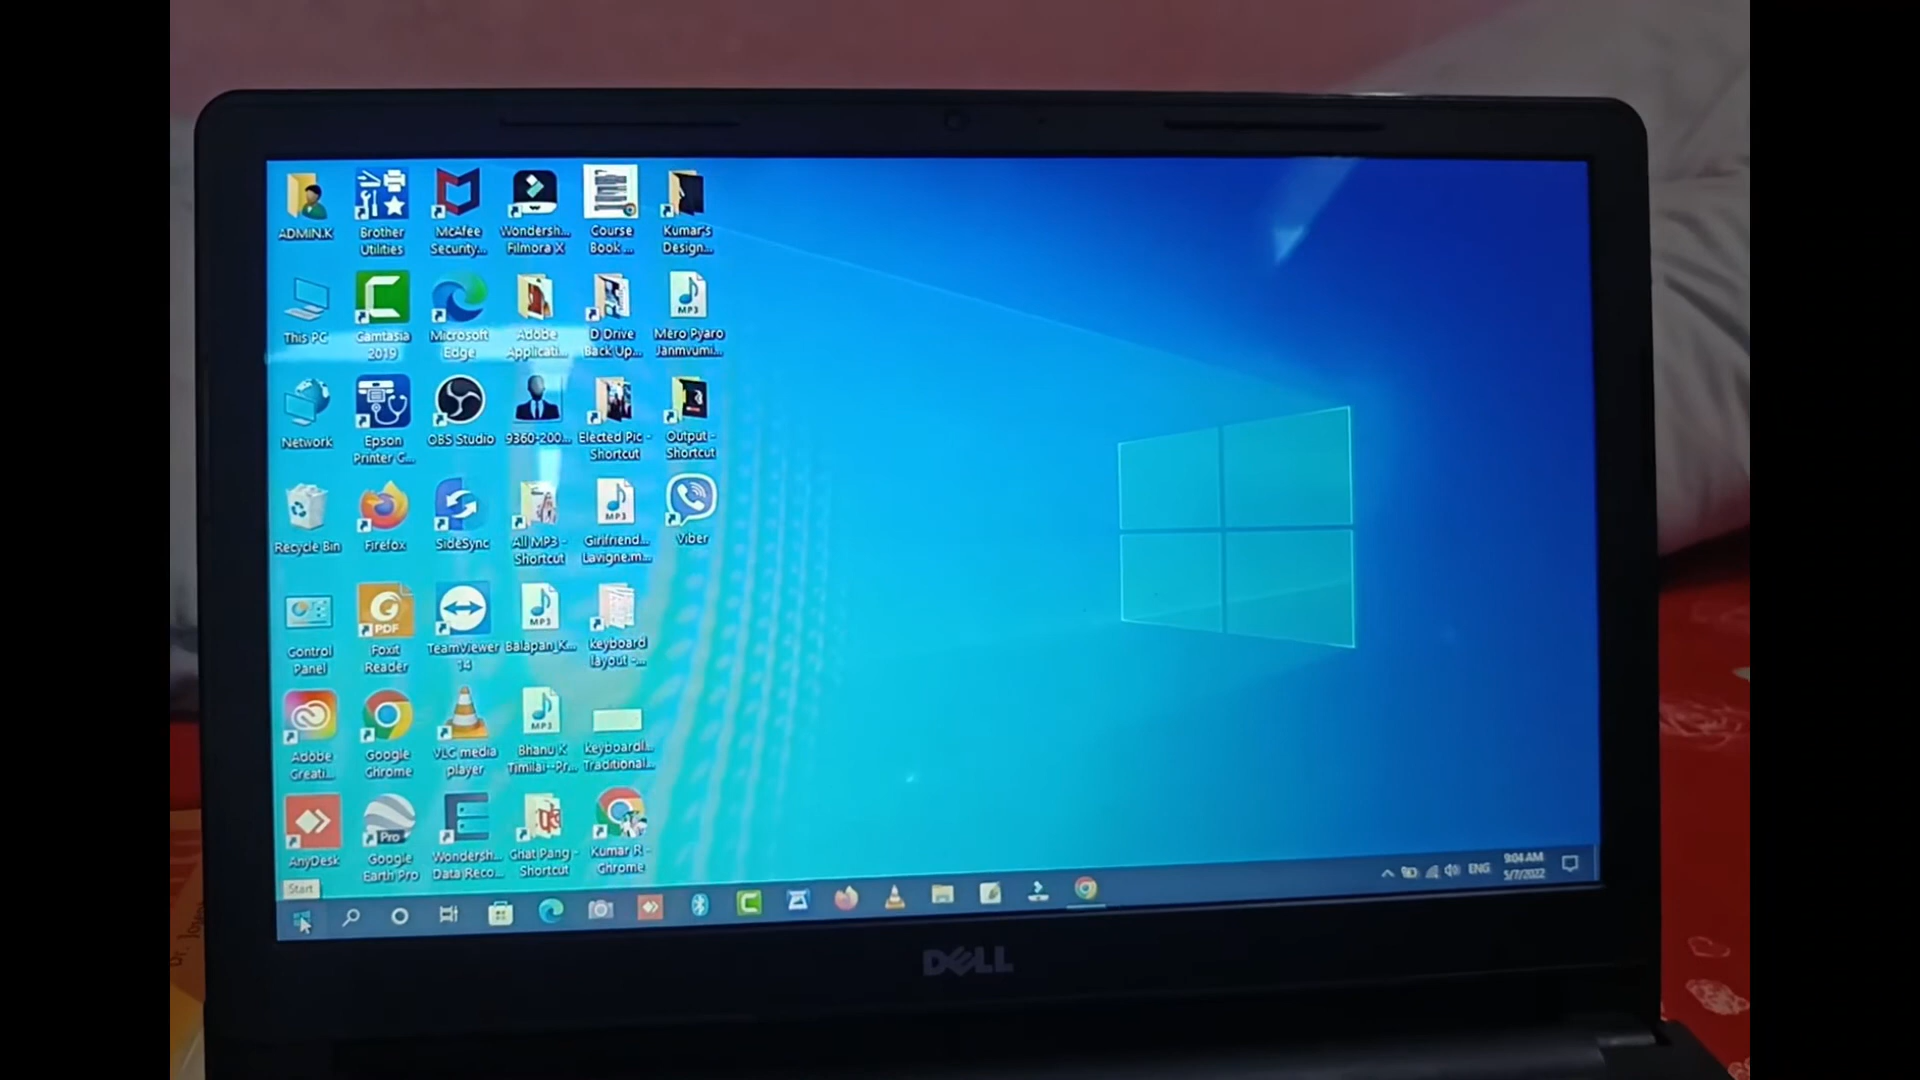 ADMIN.K
Brother
Utilities
McAfee
Security...
Wondersh...
Filmora X
Course
Book ...
Kumar's
Design...
This PC
Camtasia
2019
Microsoft
Edge
Adobe
Applicati...
D Drive
Back Up...
MP3
Mero Pyaro
Janmvumi...
Network
Epson
Printer C...
OBS Studio
9360-200...
Elected Pic -
Shortcut
Output -
Shortcut
Recycle Bin
Firefox
SideSync
All MP3 -
Shortcut
MP3
Girlfriend...
Lavigne.m...
Viber
Control
Panel
PDF
Foxit
Reader
TeamViewer
14
MP3
Balapan_K...
keyboard
layout -...
Adobe
Creati...
Google
Chrome
VLC media
player
MP3
Bhanu K
Timilai--Pr...
keyboardl...
Traditional...
AnyDesk
Pro
Google
Earth Pro
Wondersh...
Data Reco...
Ghat Pang -
Shortcut
Kumar R -
Chrome
Start
ENG
9:04 AM
5/7/2022
DELL